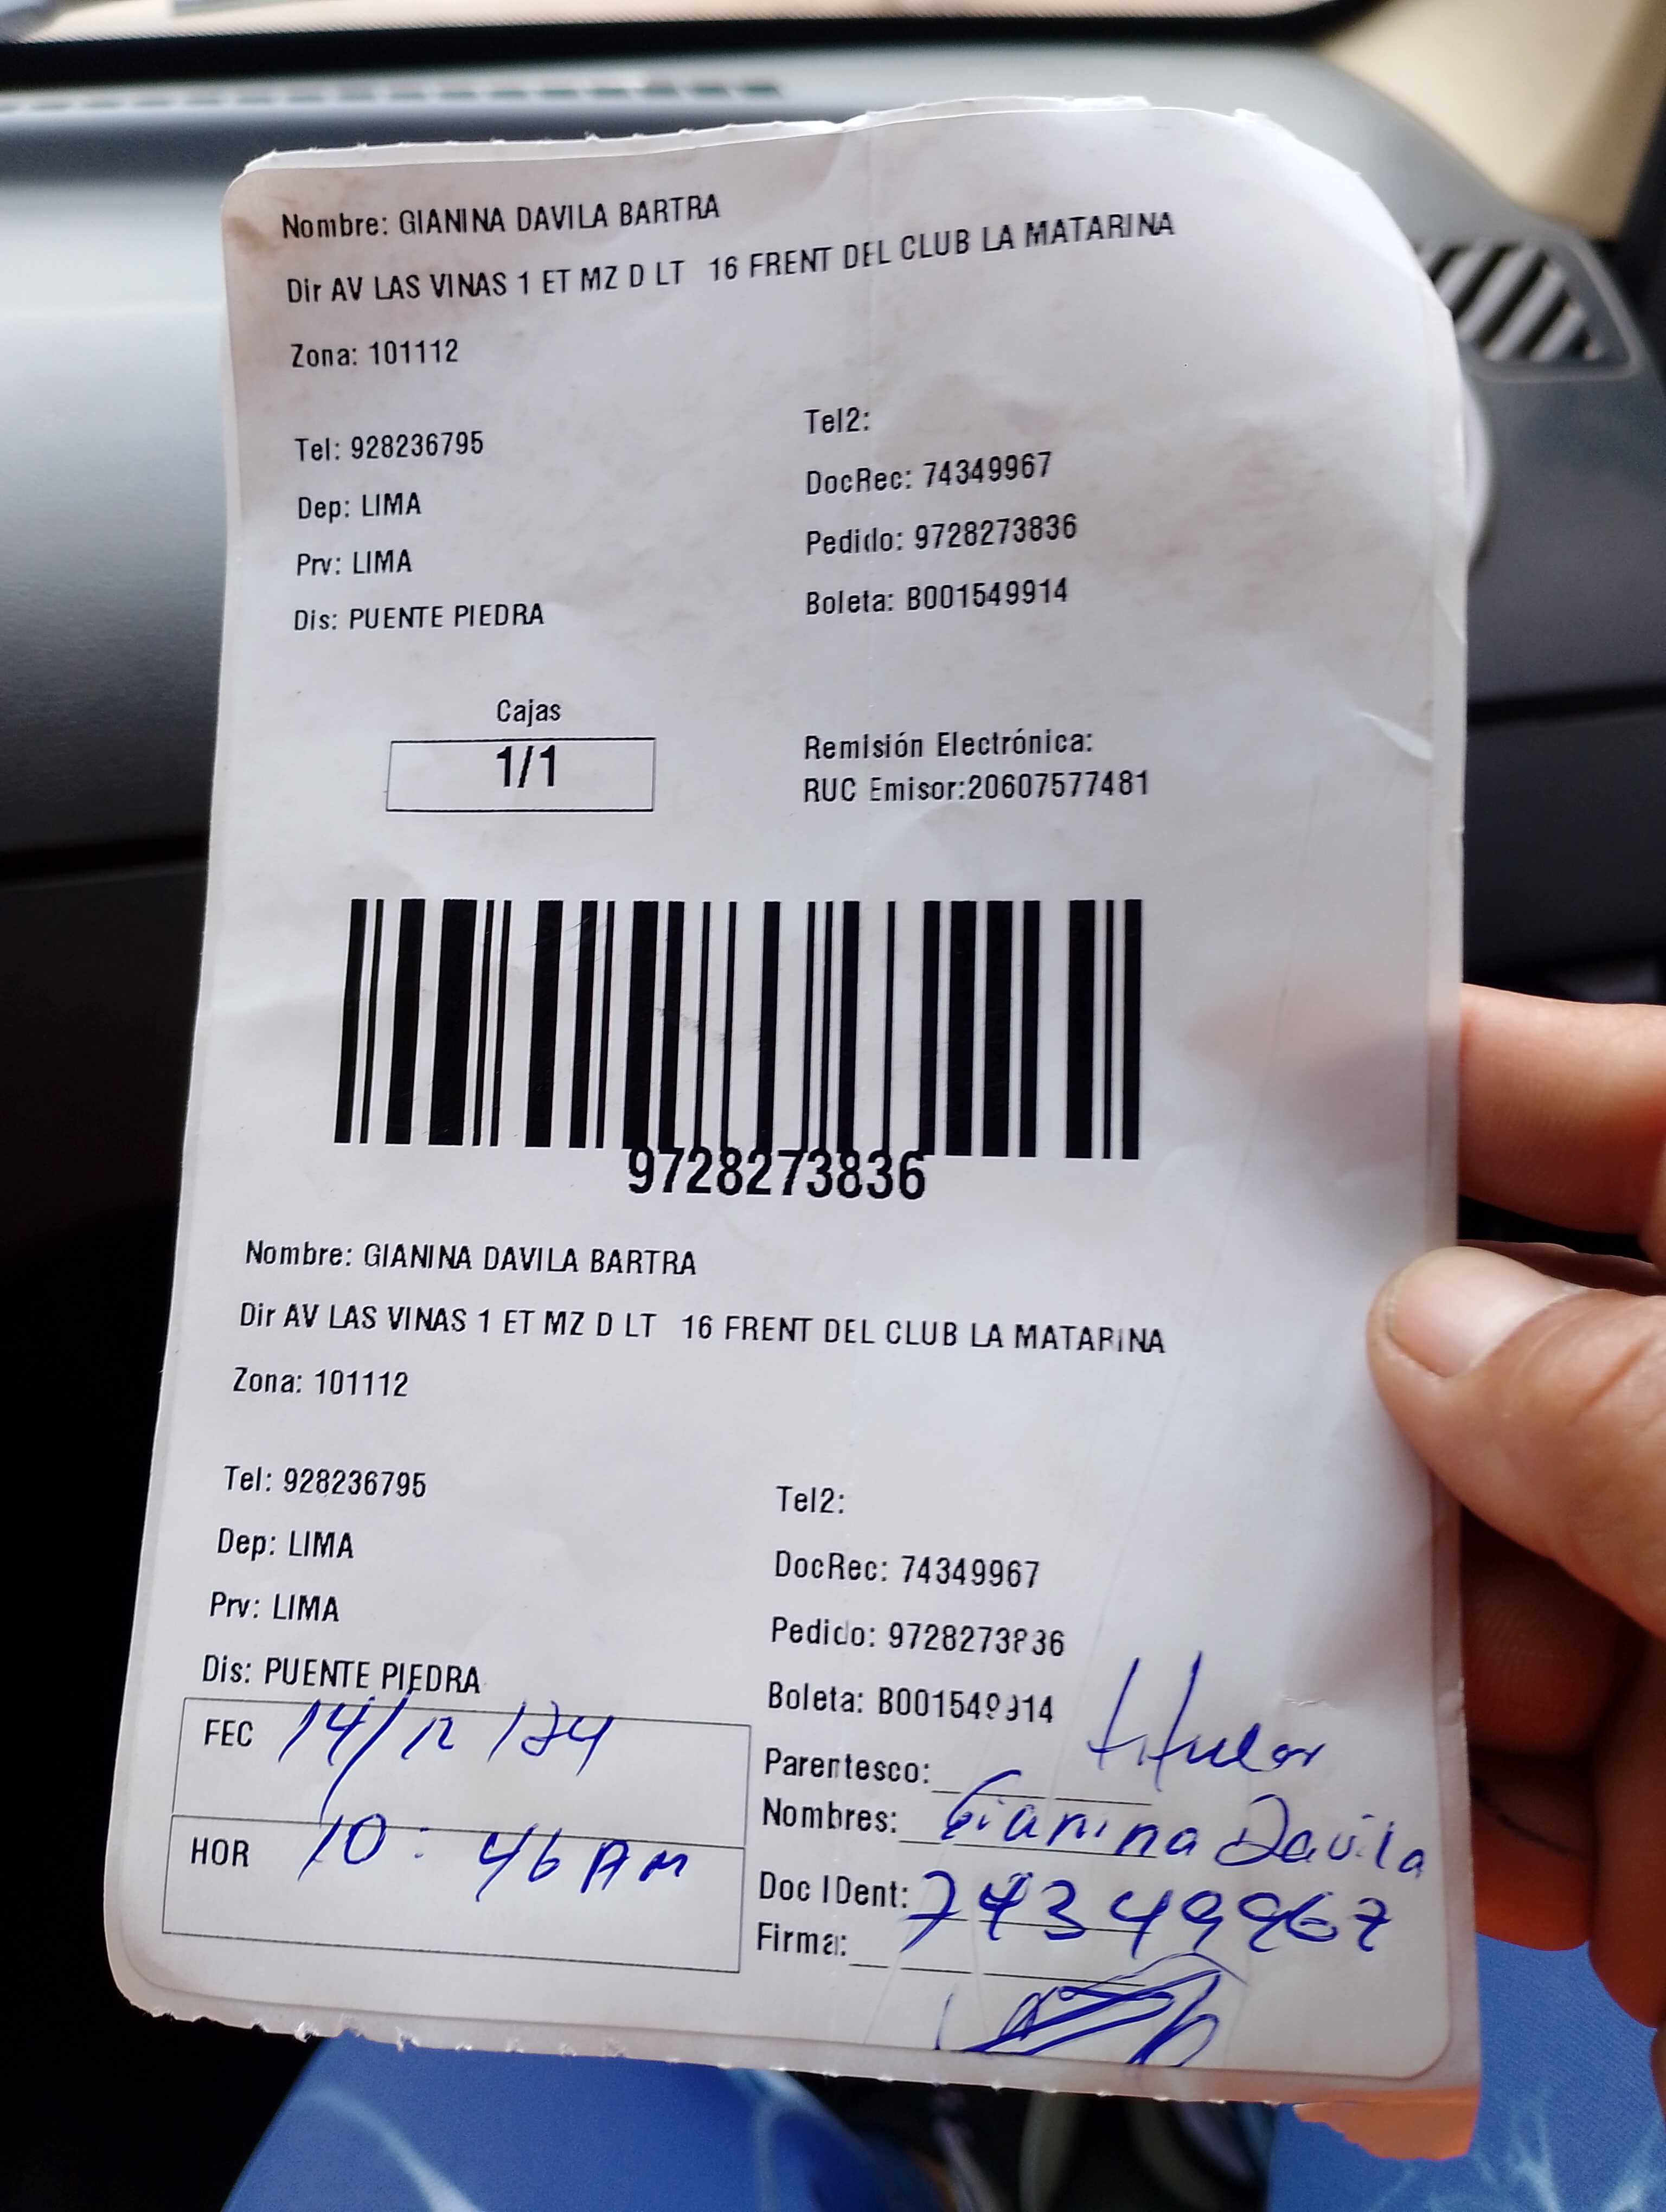 Nombre: GIANINA DAVILA BARTRA
Dir AV LAS VINAS 1 ET MZ D LT 16 FRENT DEL CLUB LA MATARINA
Zona: 101112
Tel: 928236795
Dep: LIMA
Prv: LIMA
Dis: PUENTE PIEDRA
Tel2:
DocRec: 74349967
Pedido: 9728273836
Boleta: B001549914
Cajas
1/1
Remisión Electrónica:
RUC Emisor:20607577481
9728273836
Nombre: GIANINA DAVILA BARTRA
Dir AV LAS VINAS 1 ET MZ D LT 16 FRENT DEL CLUB LA MATARINA
Zona: 101112
Tel: 928236795
Dep: LIMA
Prv: LIMA
Dis: PUENTE PIEDRA
Tel2:
DocRec: 74349967
Pedido: 9728273836
Boleta: B001549914
FEC 14/12/24
HOR 10:46 AM
Parentesco: titular
Nombres: Gianina Davila
Doc IDent: 74349967
Firma: